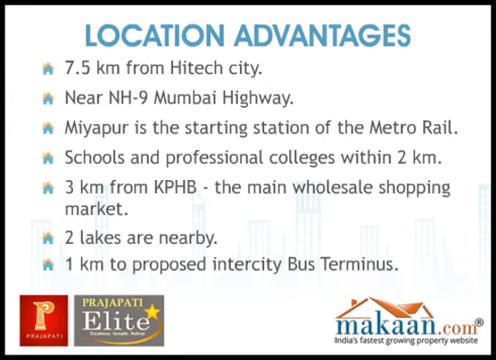 LOCATION ADVANTAGES
7.5 km from Hitech city.
Near NH-9 Mumbai Highway.
Miyapur is the starting station of the Metro Rail.
Schools and professional colleges within 2 km.
3 km from KPHB - the main wholesale shopping
market.
2 lakes are nearby.
1 km to proposed intercity Bus Terminus.
P
PRAJAPATI
PRAJAPATI
Elite
makaan.com®
India's fastest growing property website